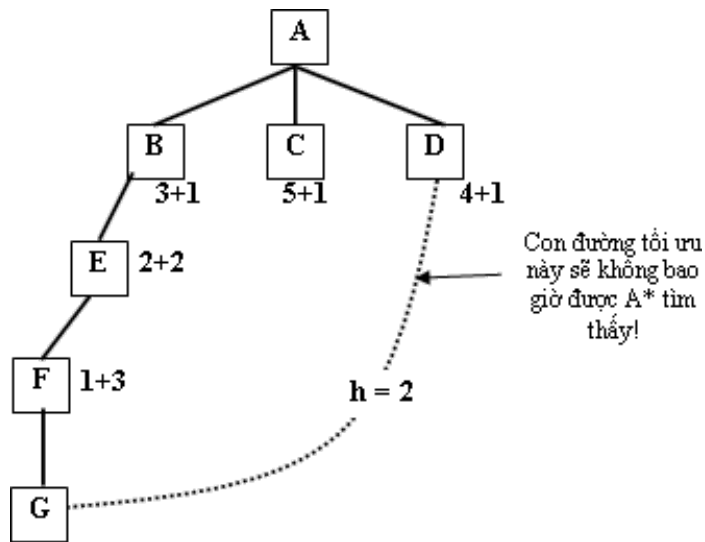 A
B
C
D
3+1
5+1
4+1
E
2+2
Con đường tối ưu
này sẽ không bao
giờ được A* tìm
thấy!
F
1+3
h = 2
G